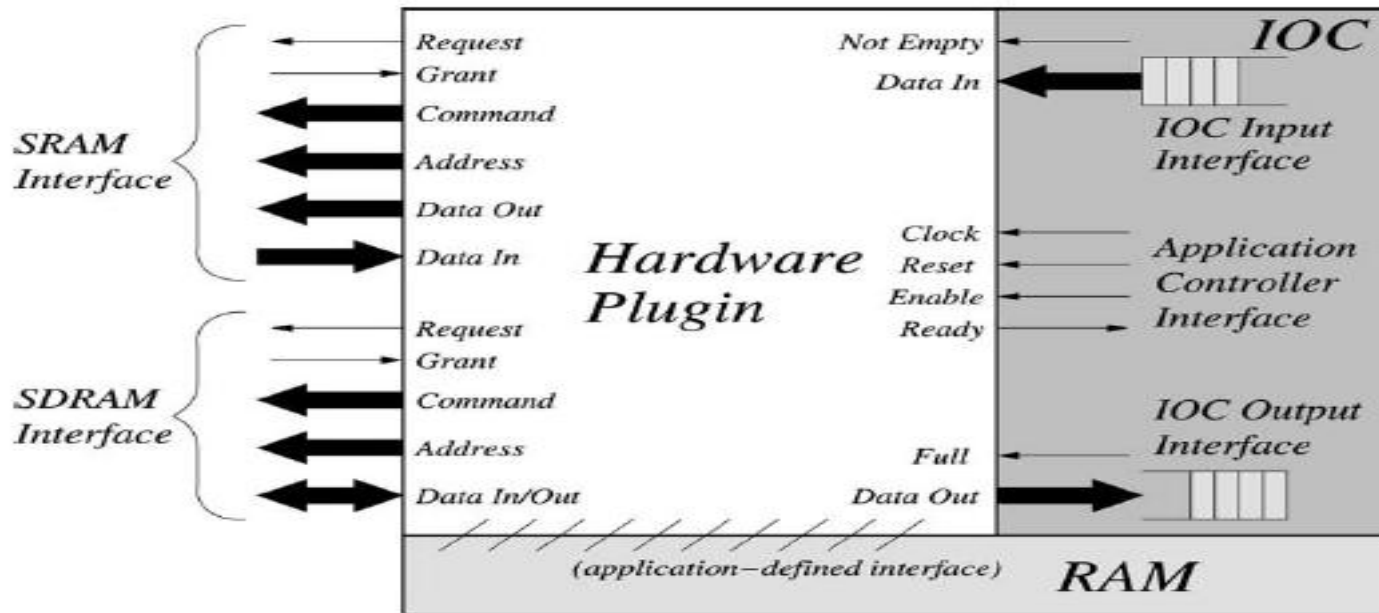 SRAM
Interface
Request
Grant
Command
Address
Data Out
Data In
SDRAM
Interface
Request
Grant
Command
Address
Data In/Out
Hardware
Plugin
Not Empty
Data In
Clock
Reset
Enable
Ready
Full
Data Out
IOC
IOC Input
Interface
Application
Controller
Interface
IOC Output
Interface
(application-defined interface)
RAM